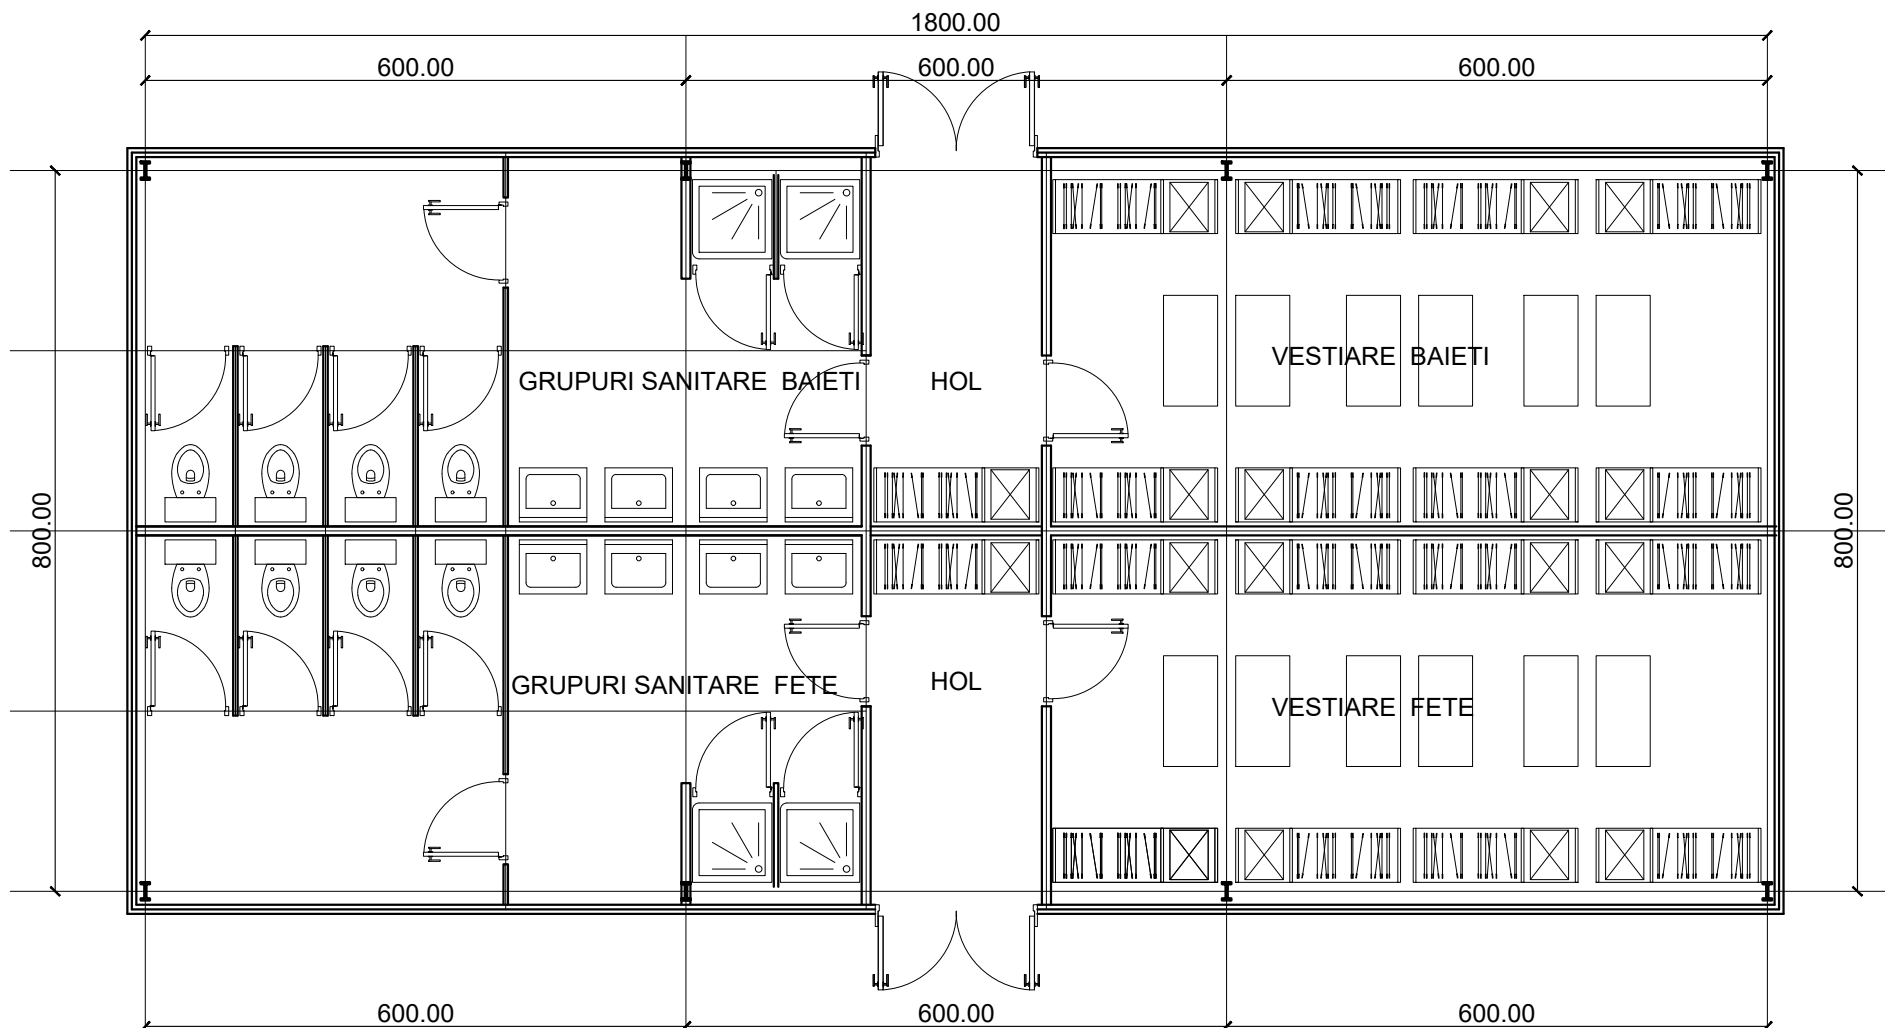 1800.00
600.00
600.00
600.00
VESTIARE  BAIETI
GRUPURI SANITARE  BAIETI
HOL
800.00
800.00
HOL
GRUPURI SANITARE  FETE
VESTIARE  FETE
600.00
600.00
600.00